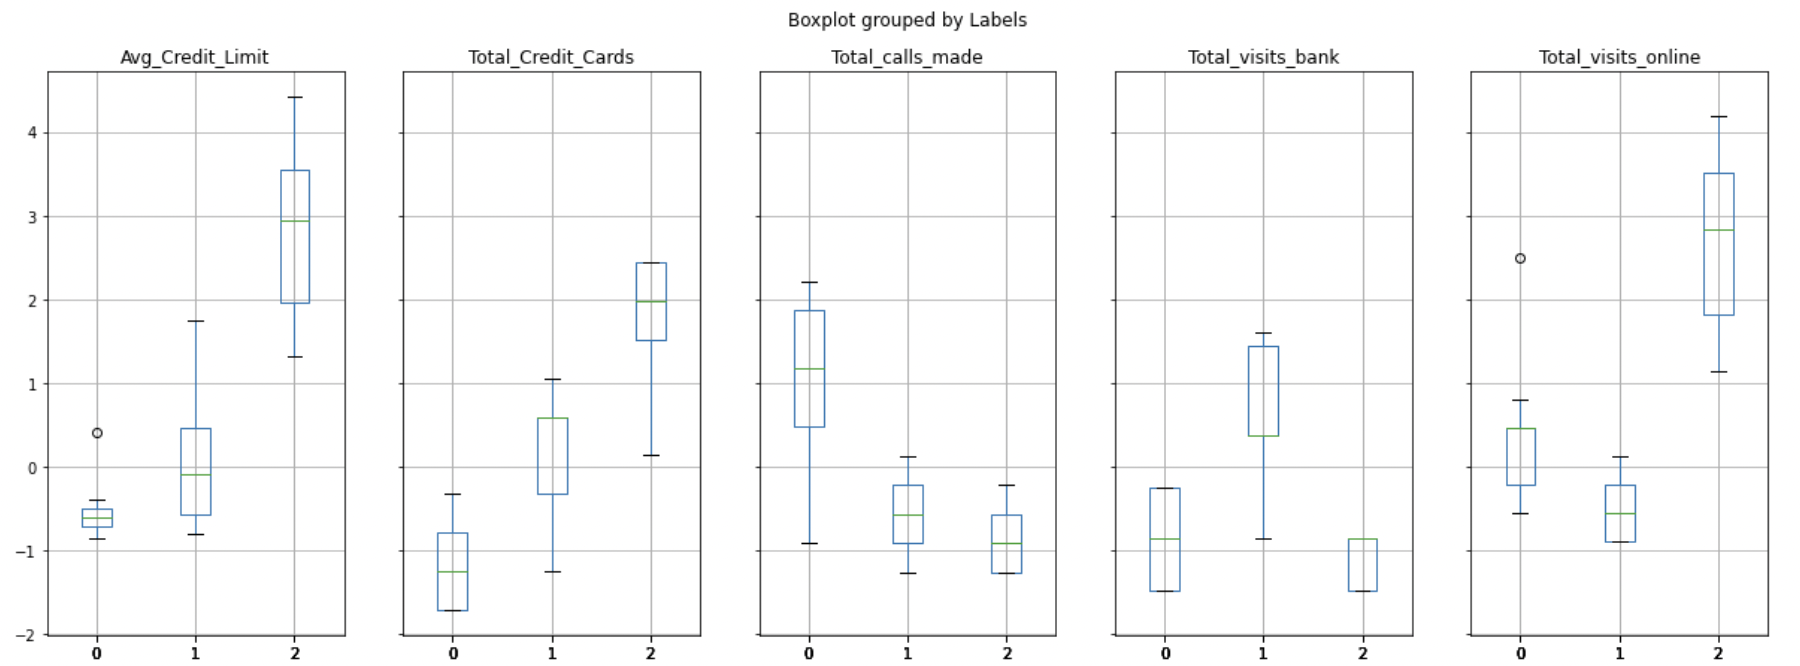 Boxplot grouped by Labels
Avg_Credit_Limit Total_Credit_Cards Total_calls_made Total_visits_bank Total_visits_online
4
3
2
1
0
−1
−2
0 1 2 0 1 2 0 1 2 0 1 2 0 1 2